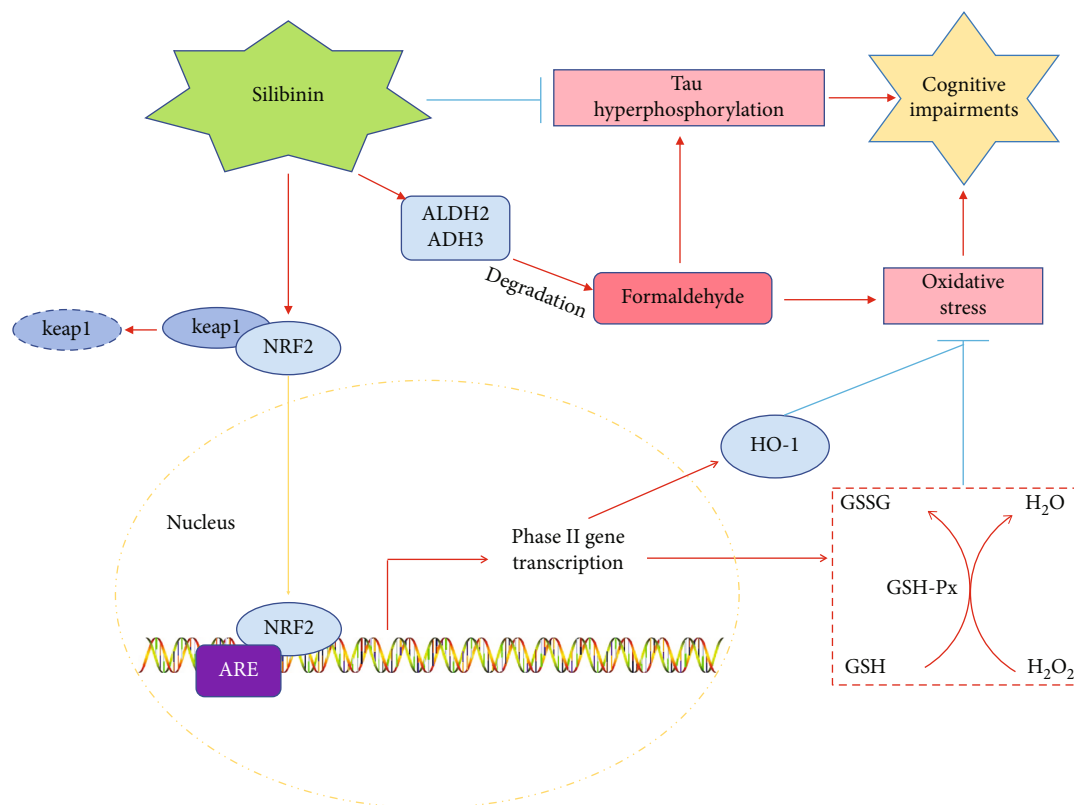 Silibinin
Tau
hyperphosphorylation
Cognitive
impairments
ALDH2
ADH3
Degradation
Formaldehyde
Oxidative
stress
keap1
keap1
NRF2
HO-1
Nucleus
Phase II gene
transcription
GSSG
H₂O
GSH-Px
GSH
H₂O₂
NRF2
ARE